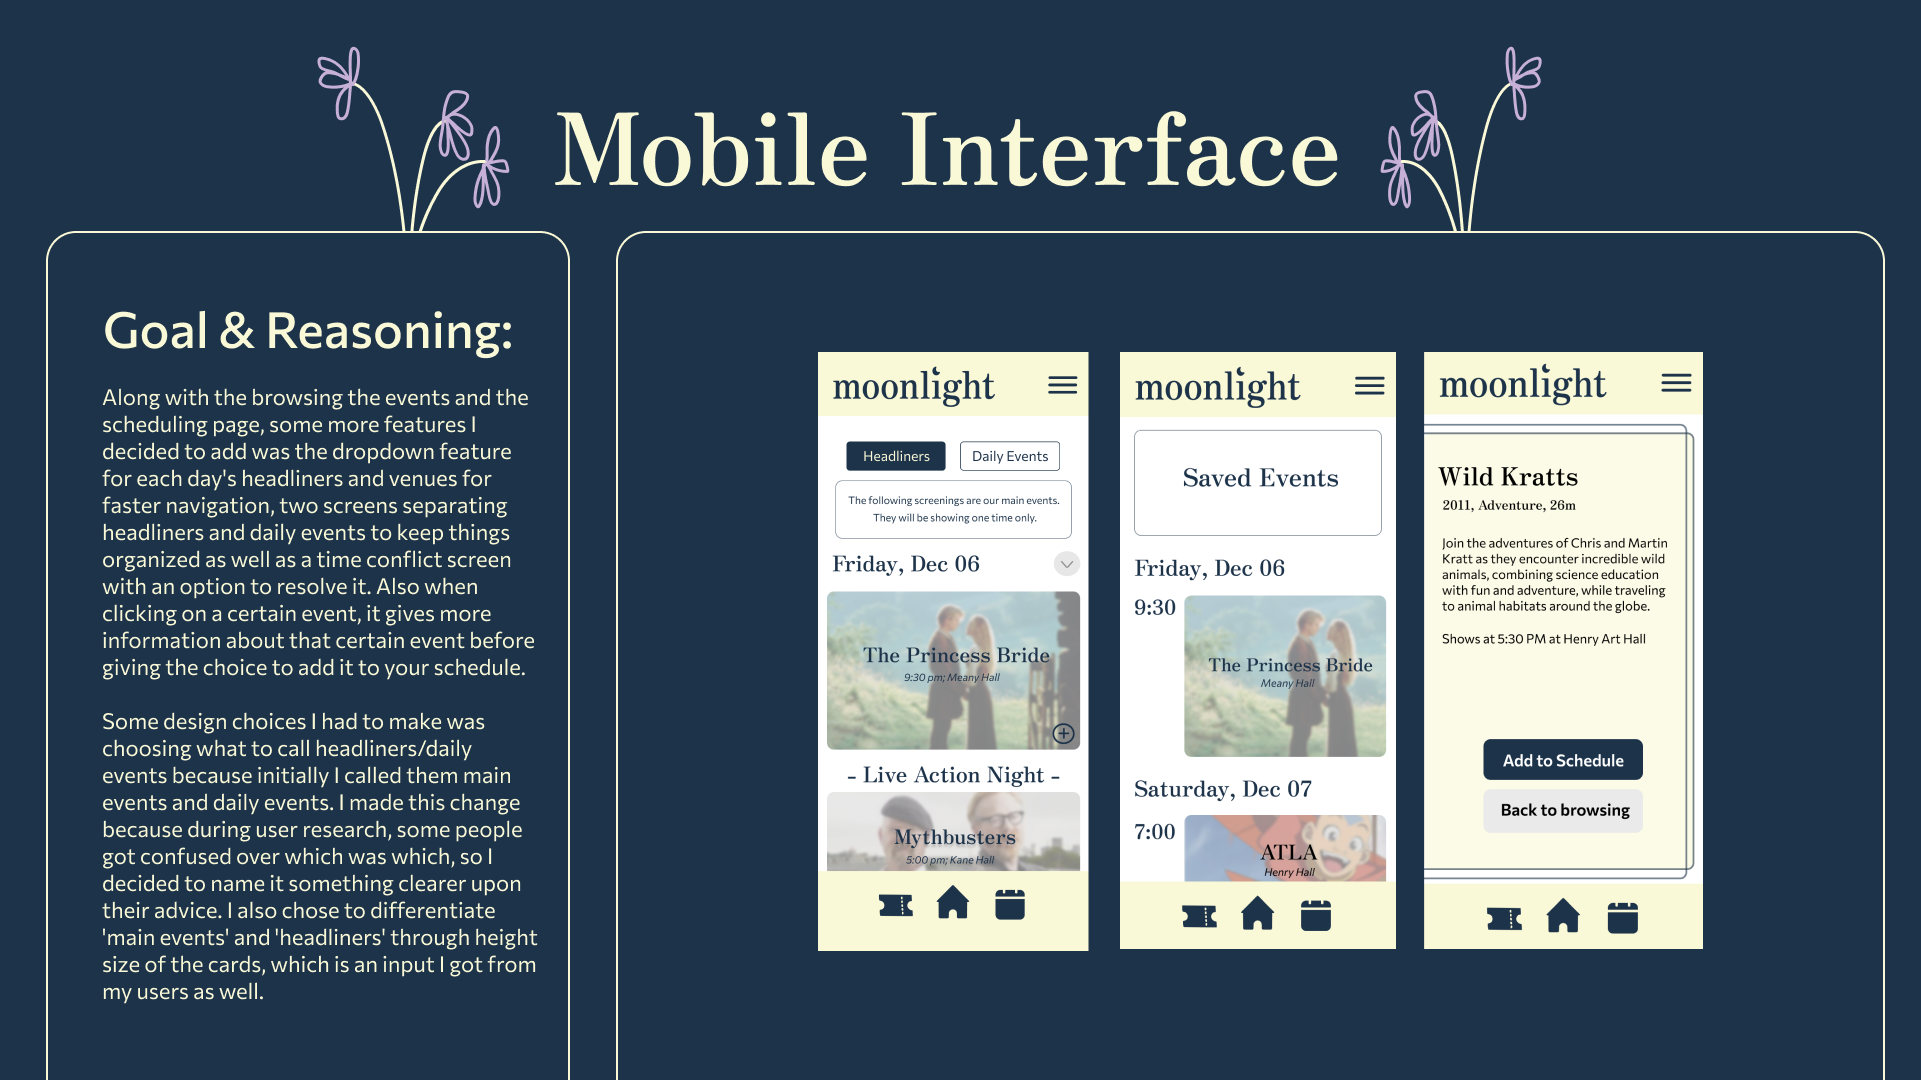 Mobile Interface
Goal & Reasoning:
Along with the browsing the events and the
scheduling page, some more features I
decided to add was the dropdown feature
for each day's headliners and venues for
faster navigation, two screens separating
headliners and daily events to keep things
organized as well as a time conflict screen
with an option to resolve it. Also when
clicking on a certain event, it gives more
information about that certain event before
giving the choice to add it to your schedule.
Some design choices I had to make was
choosing what to call headliners/daily
events because initially I called them main
events and daily events. I made this change
because during user research, some people
got confused over which was which, so I
decided to name it something clearer upon
their advice. I also chose to differentiate
'main events' and 'headliners' through height
size of the cards, which is an input I got from
my users as well.
moonlight
Headliners
Daily Events
The following screenings are our main events.
They will be showing one time only.
Friday, Dec 06
The Princess Bride
9:30 pm; Meany Hall
- Live Action Night -
Mythbusters
5:00 pm; Kane Hall
moonlight
Saved Events
Friday, Dec 06
9:30
The Princess Bride
Meany Hall
Saturday, Dec 07
7:00
ATLA
Henry Hall
moonlight
Wild Kratts
2011, Adventure, 26m
Join the adventures of Chris and Martin
Kratt as they encounter incredible wild
animals, combining science education
with fun and adventure, while traveling
to animal habitats around the globe.
Shows at 5:30 PM at Henry Art Hall
Add to Schedule
Back to browsing